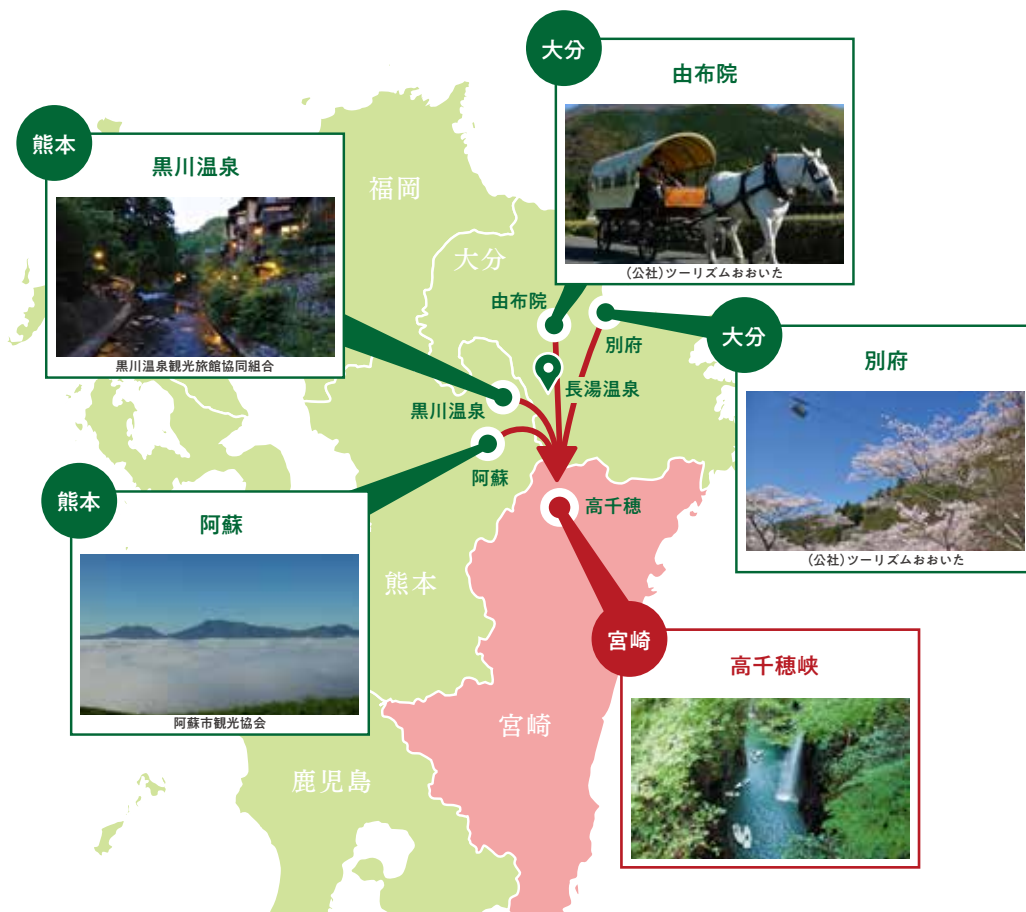 大分
由布院
(公社)ツーリズムおおいた
熊本
黒川温泉
黒川温泉観光旅館協同組合
福岡
大分
由布院
別府
長湯温泉
黒川温泉
阿蘇
高千穂
大分
別府
(公社)ツーリズムおおいた
熊本
阿蘇
阿蘇市観光協会
熊本
宮崎
高千穂峡
宮崎
鹿児島